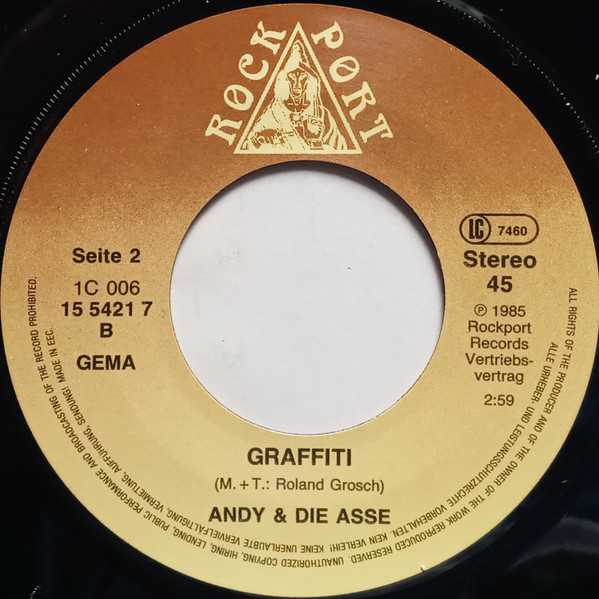 ROCK PORT
Seite 2
1C 006
15 5421 7
B
GEMA
LC 7460
Stereo
45
℗ 1985
Rockport
Records
Vertriebs-
vertrag
2:59
GRAFFITI
(M. + T.: Roland Grosch)
ANDY & DIE ASSE
ALL RIGHTS OF THE PRODUCER AND OF THE OWNER OF THE WORK REPRODUCED RESERVED. UNAUTHORIZED COPYING, HIRING, LENDING, PUBLIC PERFORMANCE AND BROADCASTING OF THE RECORD PROHIBITED.
ALLE URHEBER- UND LEISTUNGSSCHUTZRECHTE VORBEHALTEN. KEIN VERLEIH! KEINE UNERLAUBTE VERVIELFÄLTIGUNG, VERMIETUNG, AUFFÜHRUNG, SENDUNG! MADE IN EEC.